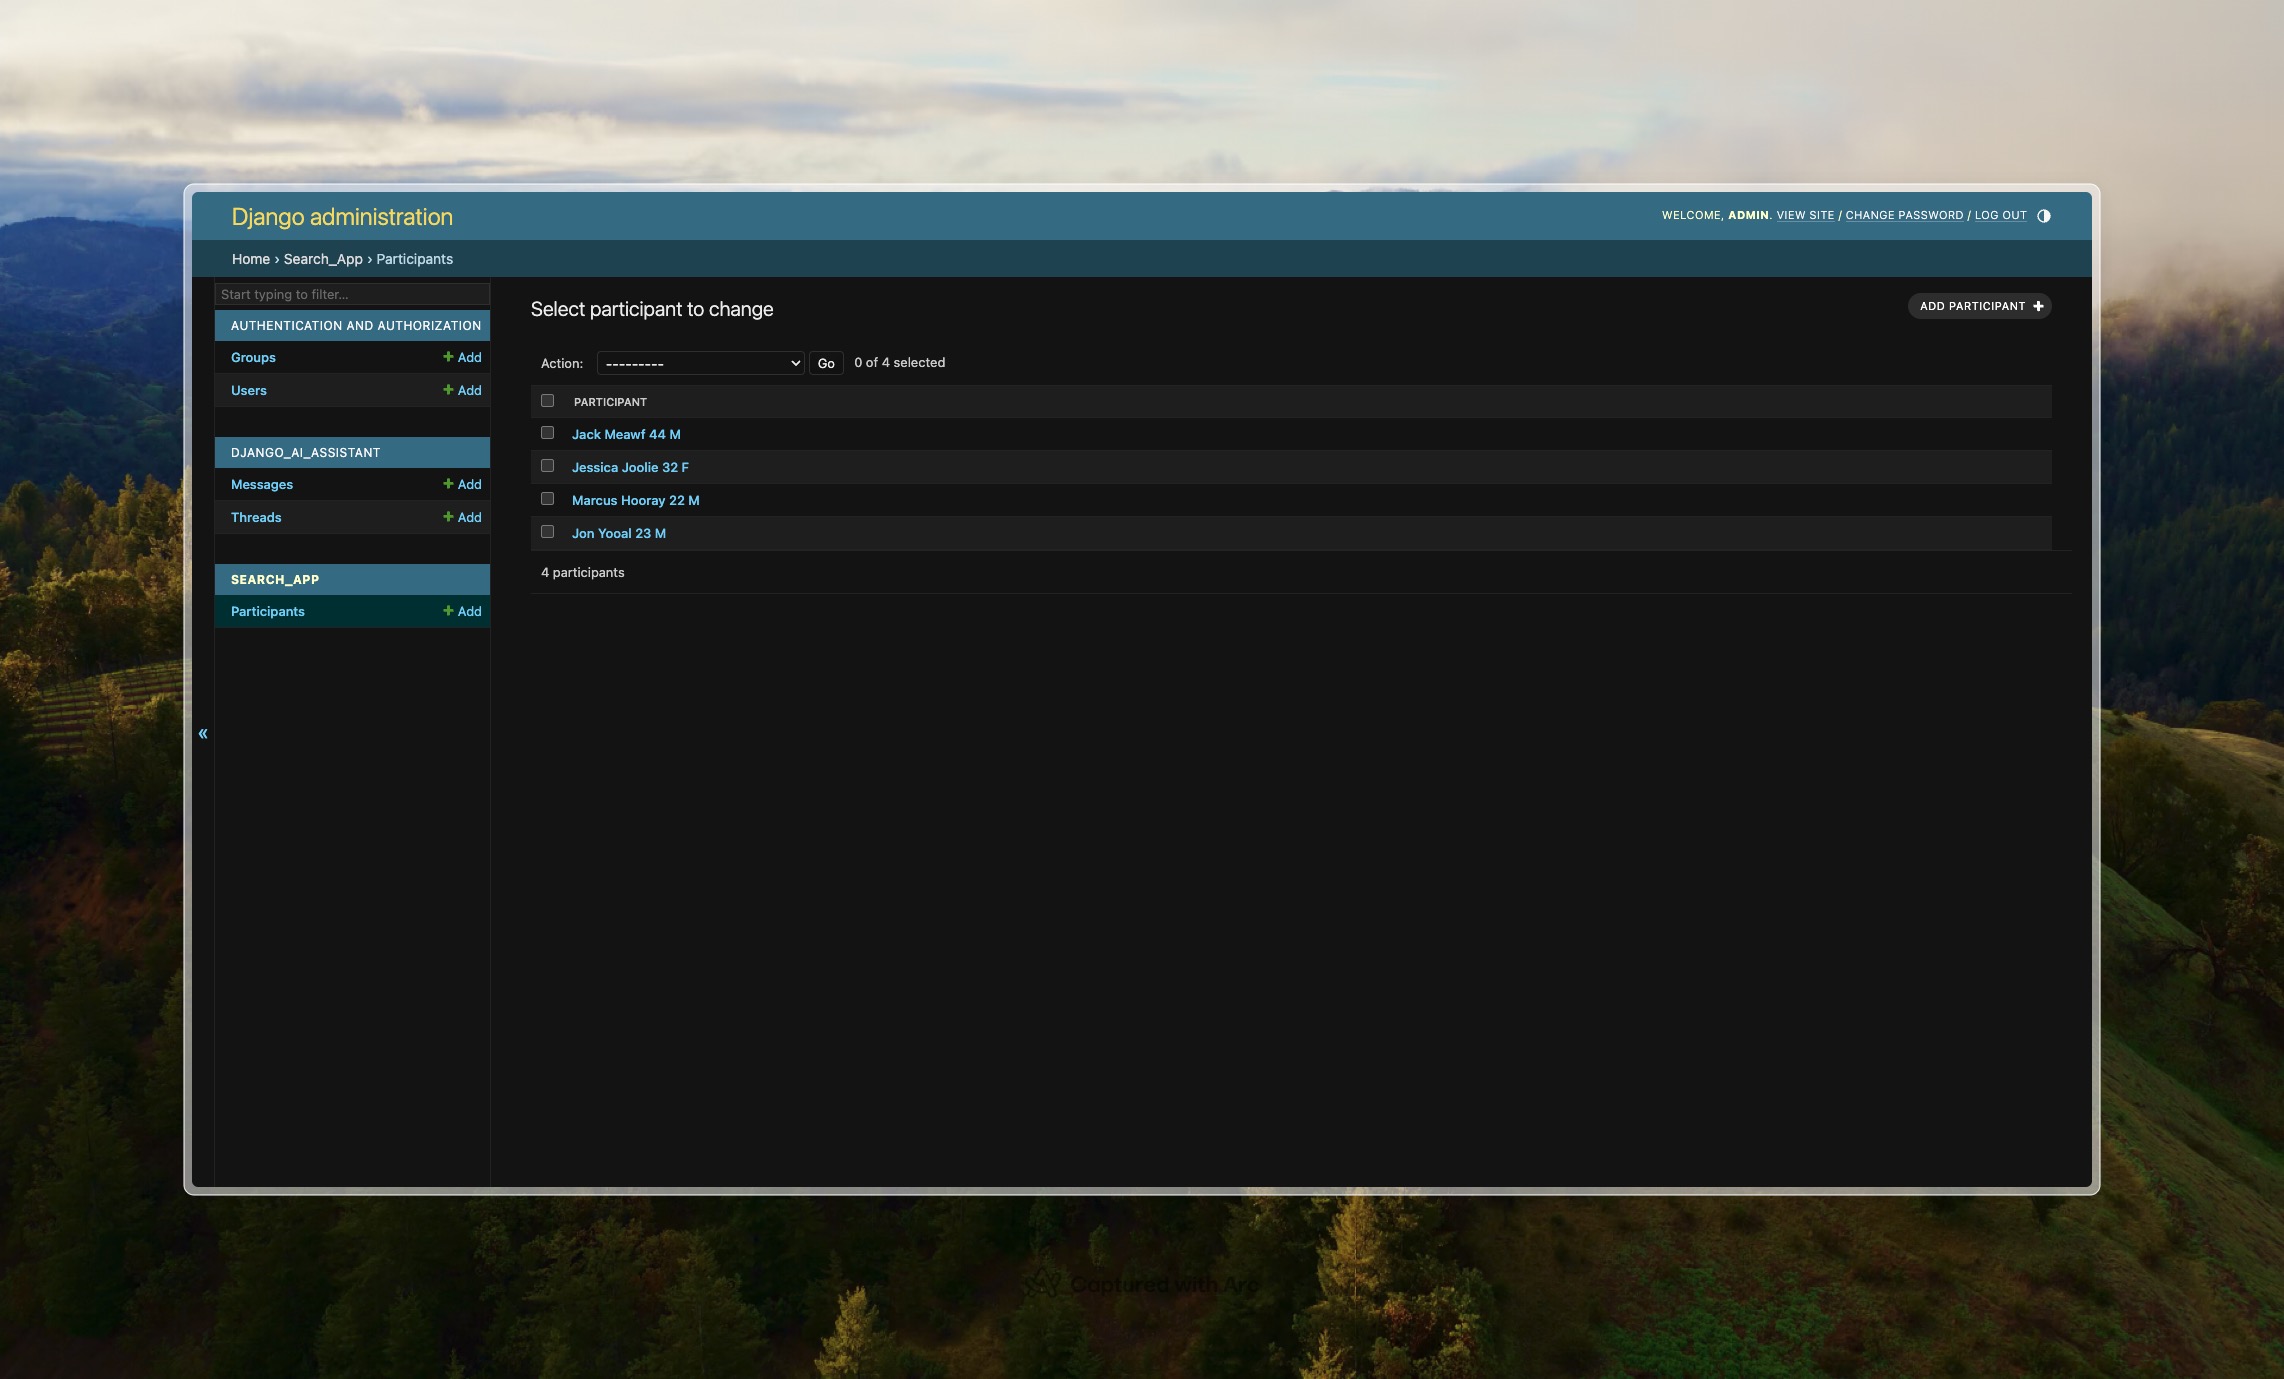 Django administration
WELCOME, ADMIN. VIEW SITE / CHANGE PASSWORD / LOG OUT
Home › Search_App › Participants
Start typing to filter...
AUTHENTICATION AND AUTHORIZATION
Groups + Add
Users + Add
DJANGO_AI_ASSISTANT
Messages + Add
Threads + Add
SEARCH_APP
Participants + Add
«
Select participant to change
ADD PARTICIPANT +
Action: --------- Go 0 of 4 selected
PARTICIPANT
Jack Meawf 44 M
Jessica Joolie 32 F
Marcus Hooray 22 M
Jon Yooal 23 M
4 participants
Captured with Arc